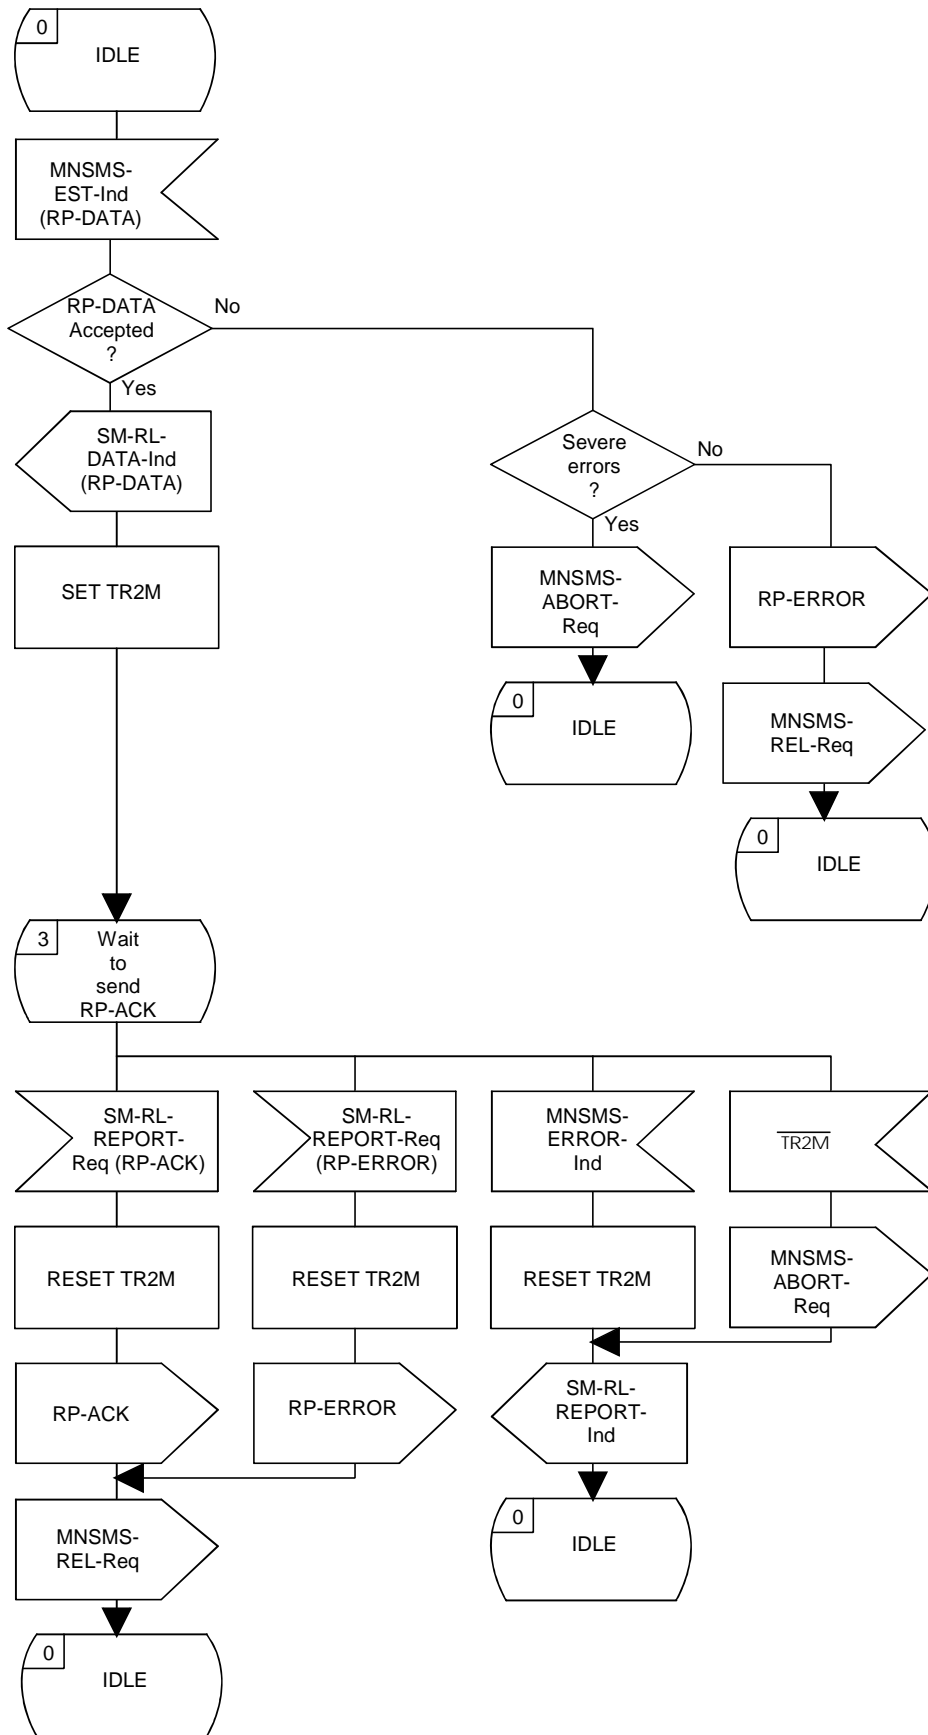 0
IDLE
MNSMS-
EST-Ind
(RP-DATA)
RP-DATA
Accepted
?
No
Yes
SM-RL-
DATA-Ind
(RP-DATA)
Severe
errors
?
No
Yes
SET TR2M
MNSMS-
ABORT-
Req
RP-ERROR
0
IDLE
MNSMS-
REL-Req
0
IDLE
3
Wait
to
send
RP-ACK
SM-RL-
REPORT-
Req (RP-ACK)
SM-RL-
REPORT-Req
(RP-ERROR)
MNSMS-
ERROR-
Ind
TR2M
RESET TR2M
RESET TR2M
RESET TR2M
MNSMS-
ABORT-
Req
RP-ACK
RP-ERROR
SM-RL-
REPORT-
Ind
MNSMS-
REL-Req
0
IDLE
0
IDLE